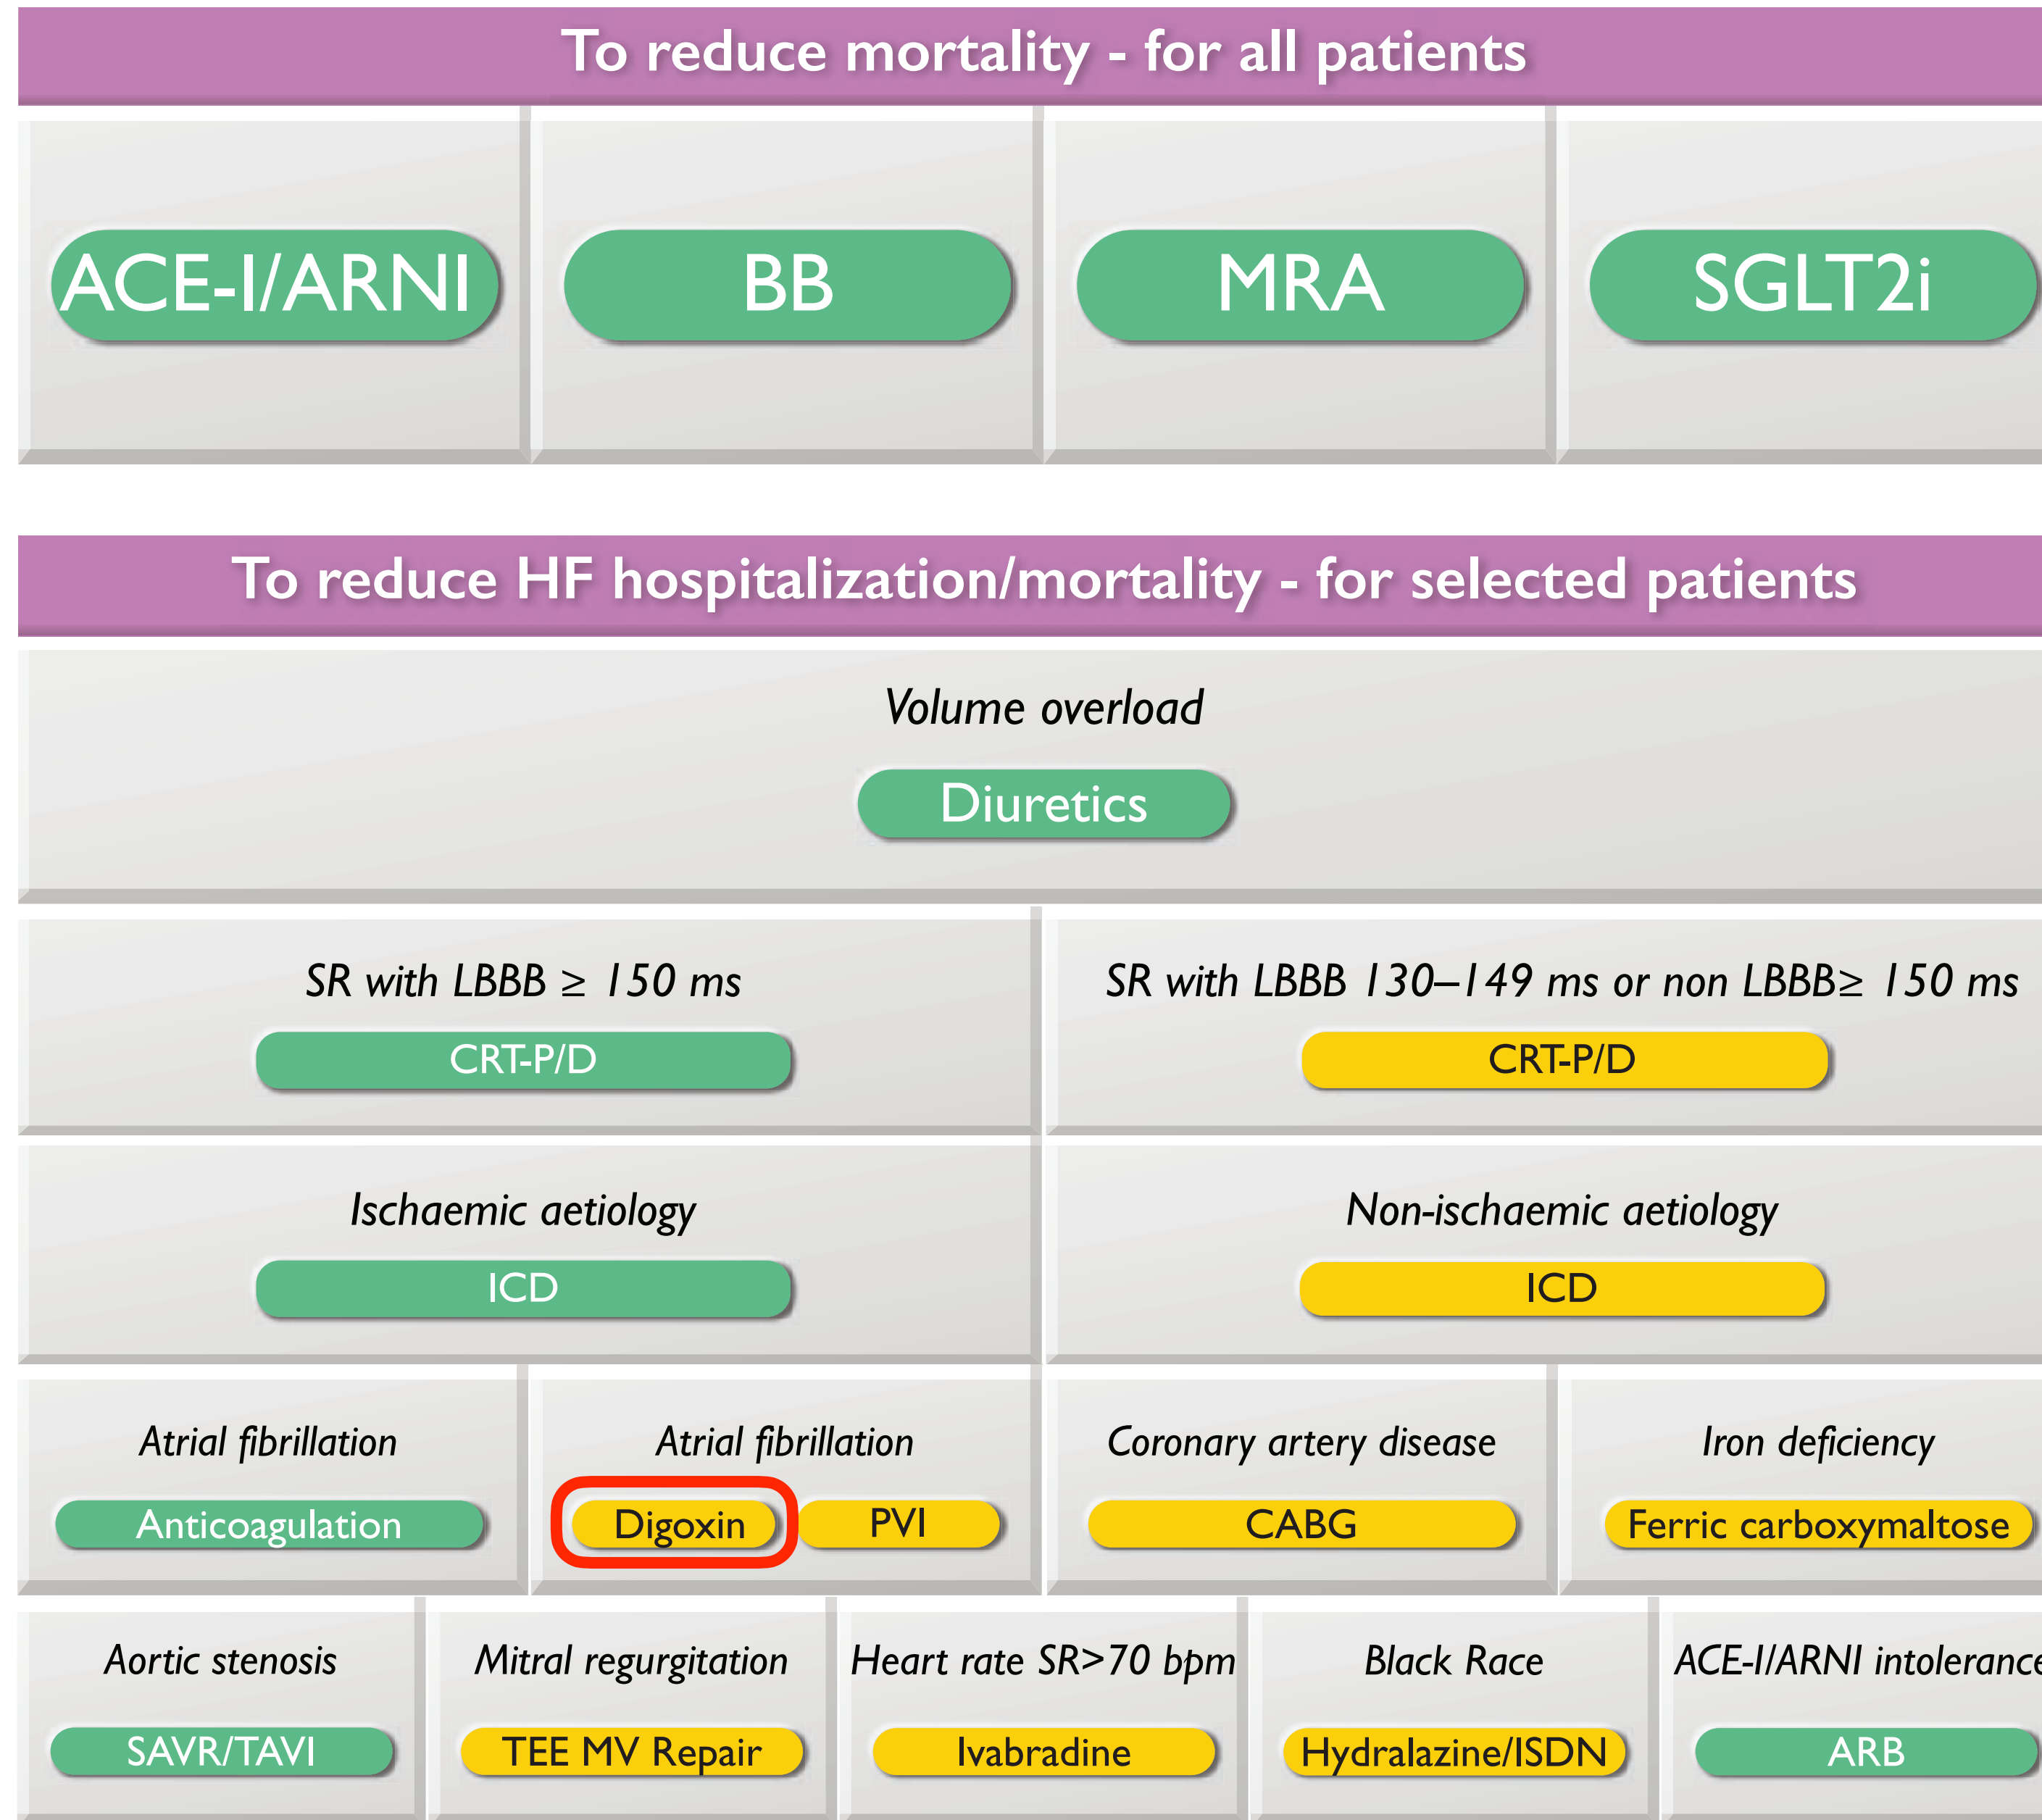 To reduce mortality - for all patients
ACE-I/ARNI
BB
MRA
SGLT2i
To reduce HF hospitalization/mortality - for selected patients
Volume overload
Diuretics
SR with LBBB ≥ 150 ms
CRT-P/D
SR with LBBB 130–149 ms or non LBBB≥ 150 ms
CRT-P/D
Ischaemic aetiology
ICD
Non-ischaemic aetiology
ICD
Atrial fibrillation
Anticoagulation
Atrial fibrillation
Digoxin
PVI
Coronary artery disease
CABG
Iron deficiency
Ferric carboxymaltose
Aortic stenosis
SAVR/TAVI
Mitral regurgitation
TEE MV Repair
Heart rate SR>70 bpm
Ivabradine
Black Race
Hydralazine/ISDN
ACE-I/ARNI intolerance
ARB